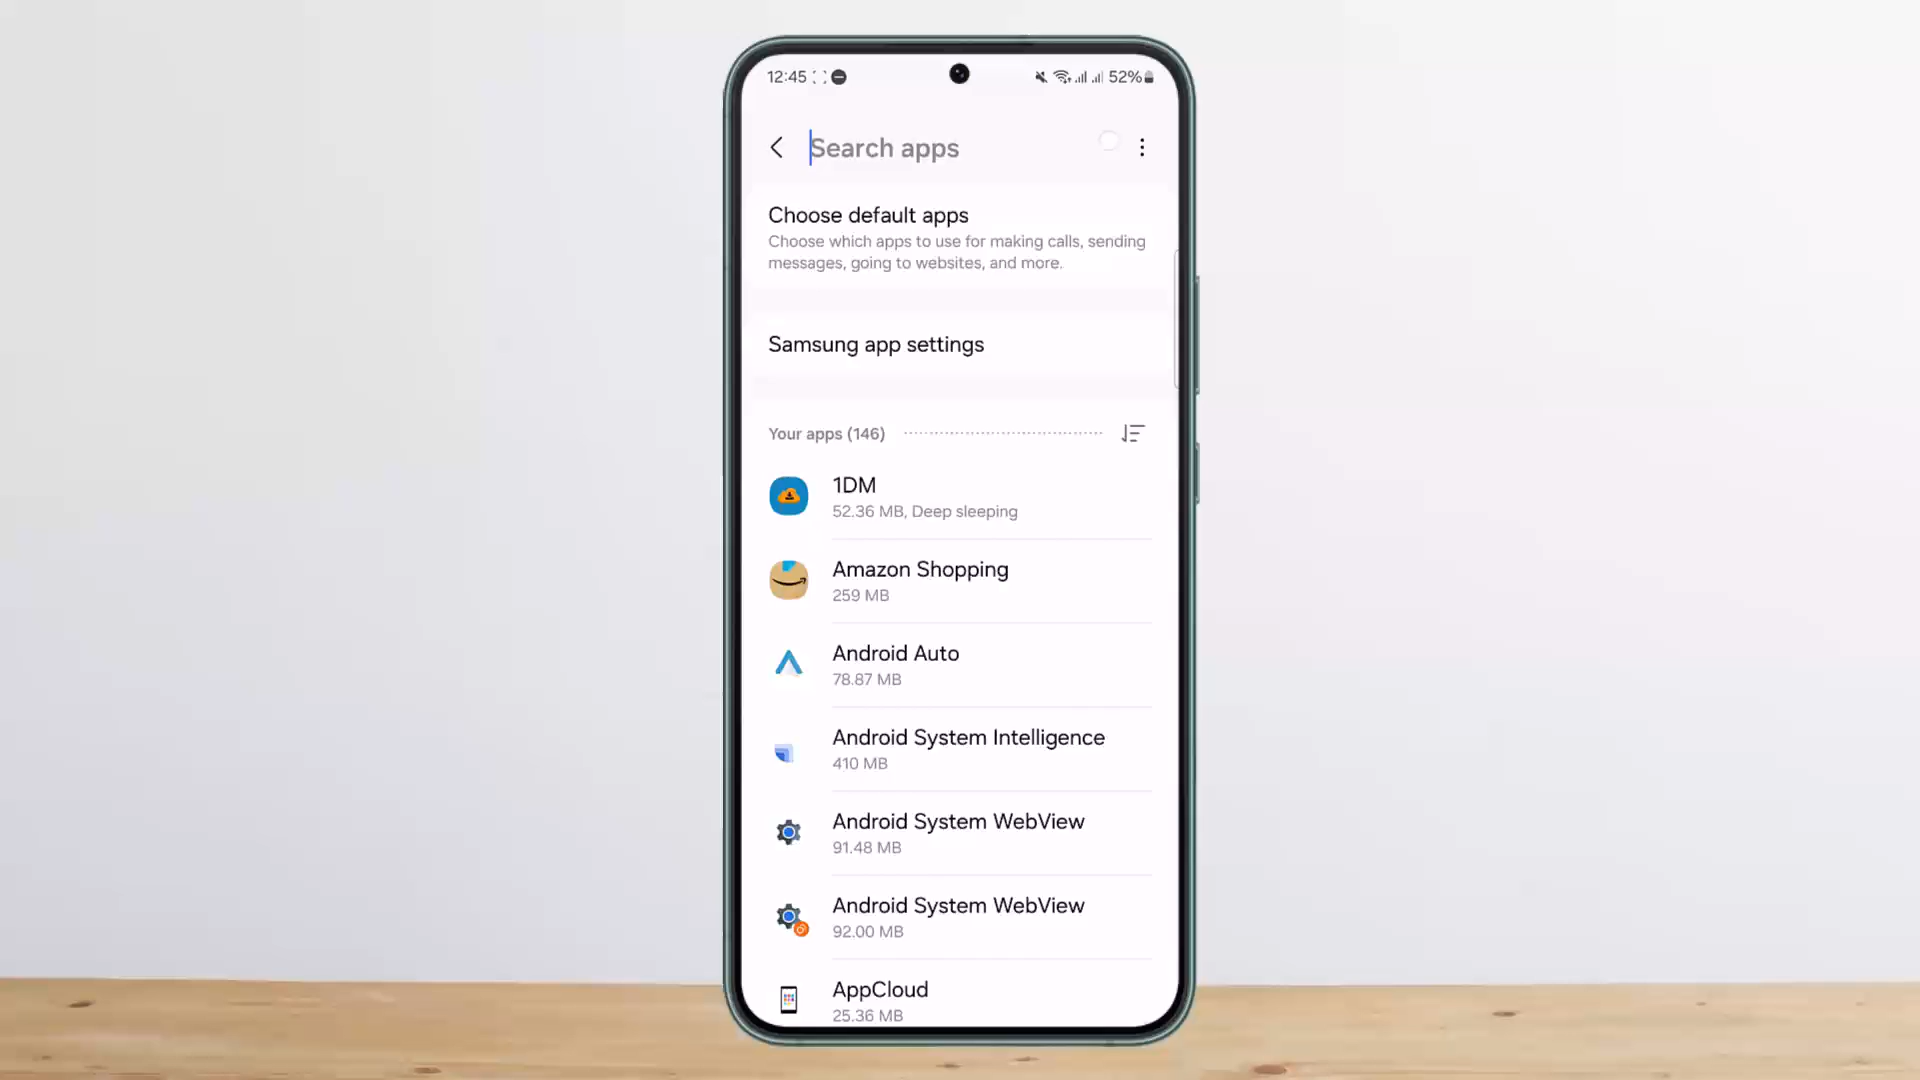 12:45 52%
Search apps
Choose default apps
Choose which apps to use for making calls, sending
messages, going to websites, and more.
Samsung app settings
Your apps (146)
1DM
52.36 MB, Deep sleeping
Amazon Shopping
259 MB
Android Auto
78.87 MB
Android System Intelligence
410 MB
Android System WebView
91.48 MB
Android System WebView
92.00 MB
AppCloud
25.36 MB